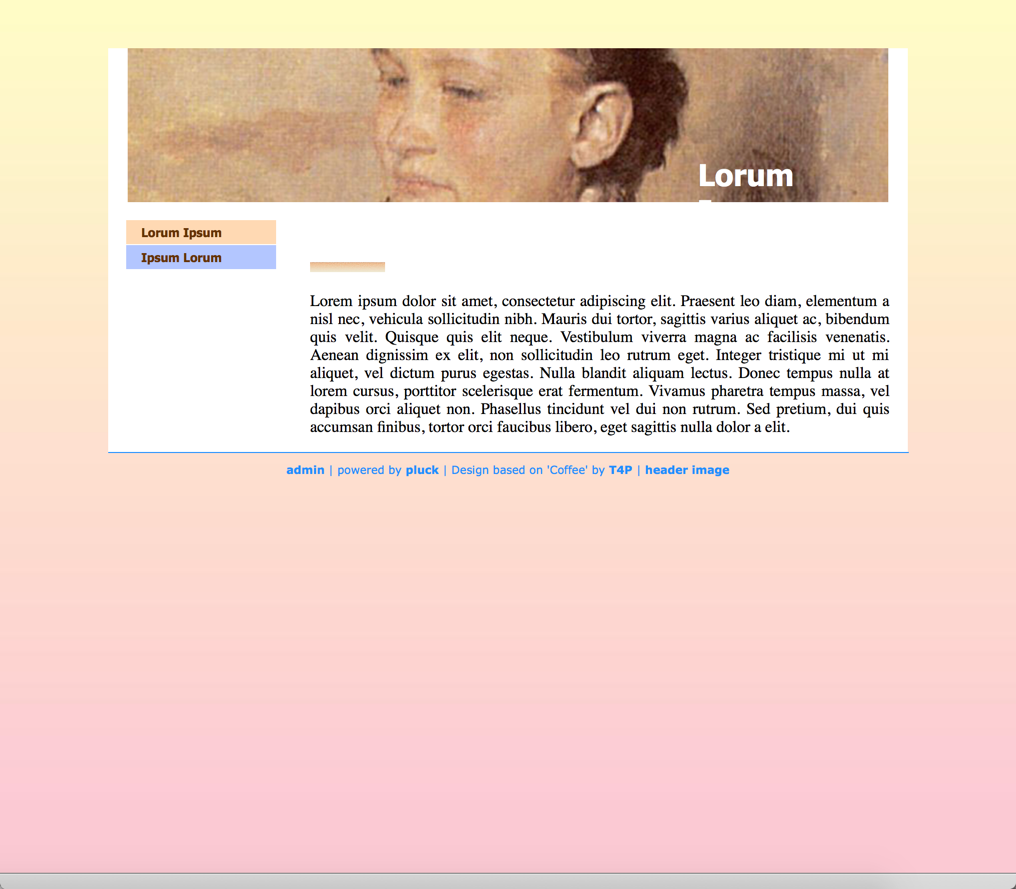 Lorum
Lorum Ipsum
Ipsum Lorum
Lorem ipsum dolor sit amet, consectetur adipiscing elit. Praesent leo diam, elementum a
nisl nec, vehicula sollicitudin nibh. Mauris dui tortor, sagittis varius aliquet ac, bibendum
quis velit. Quisque quis elit neque. Vestibulum viverra magna ac facilisis venenatis.
Aenean dignissim ex elit, non sollicitudin leo rutrum eget. Integer tristique mi ut mi
aliquet, vel dictum purus egestas. Nulla blandit aliquam lectus. Donec tempus nulla at
lorem cursus, porttitor scelerisque erat fermentum. Vivamus pharetra tempus massa, vel
dapibus orci aliquet non. Phasellus tincidunt vel dui non rutrum. Sed pretium, dui quis
accumsan finibus, tortor orci faucibus libero, eget sagittis nulla dolor a elit.
admin | powered by pluck | Design based on 'Coffee' by T4P | header image